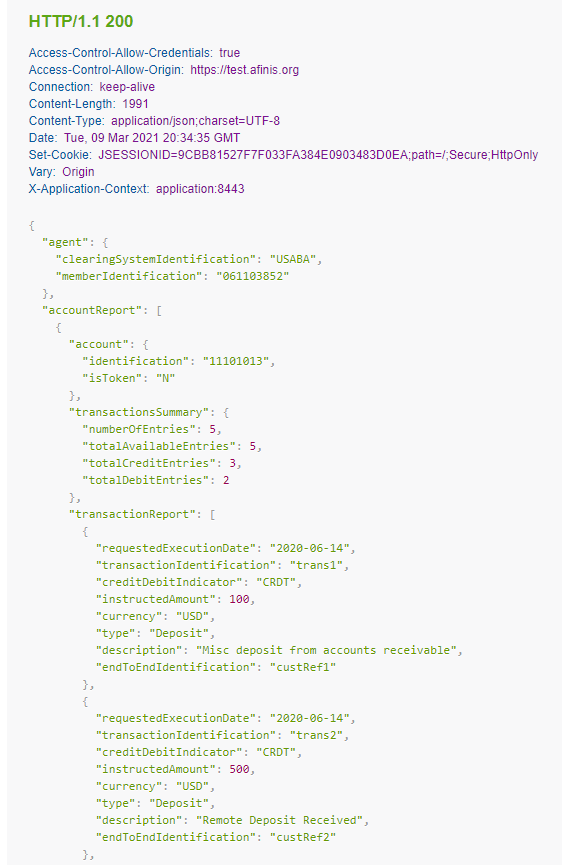 HTTP/1.1 200
Access-Control-Allow-Credentials: true
Access-Control-Allow-Origin: https://test.afinis.org
Connection: keep-alive
Content-Length: 1991
Content-Type: application/json;charset=UTF-8
Date: Tue, 09 Mar 2021 20:34:35 GMT
Set-Cookie: JSESSIONID=9CBB81527F7F033FA384E0903483D0EA;path=/;Secure;HttpOnly
Vary: Origin
X-Application-Context: application:8443
{
"agent": {
"clearingSystemIdentification": "USABA",
"memberIdentification": "061103852"
},
"accountReport": [
{
"account": {
"identification": "11101013",
"isToken": "N"
},
"transactionsSummary": {
"numberOfEntries": 5,
"totalAvailableEntries": 5,
"totalCreditEntries": 3,
"totalDebitEntries": 2
},
"transactionReport": [
{
"requestedExecutionDate": "2020-06-14",
"transactionIdentification": "trans1",
"creditDebitIndicator": "CRDT",
"instructedAmount": 100,
"currency": "USD",
"type": "Deposit",
"description": "Misc deposit from accounts receivable",
"endToEndIdentification": "custRef1"
},
{
"requestedExecutionDate": "2020-06-14",
"transactionIdentification": "trans2",
"creditDebitIndicator": "CRDT",
"instructedAmount": 500,
"currency": "USD",
"type": "Deposit",
"description": "Remote Deposit Received",
"endToEndIdentification": "custRef2"
},